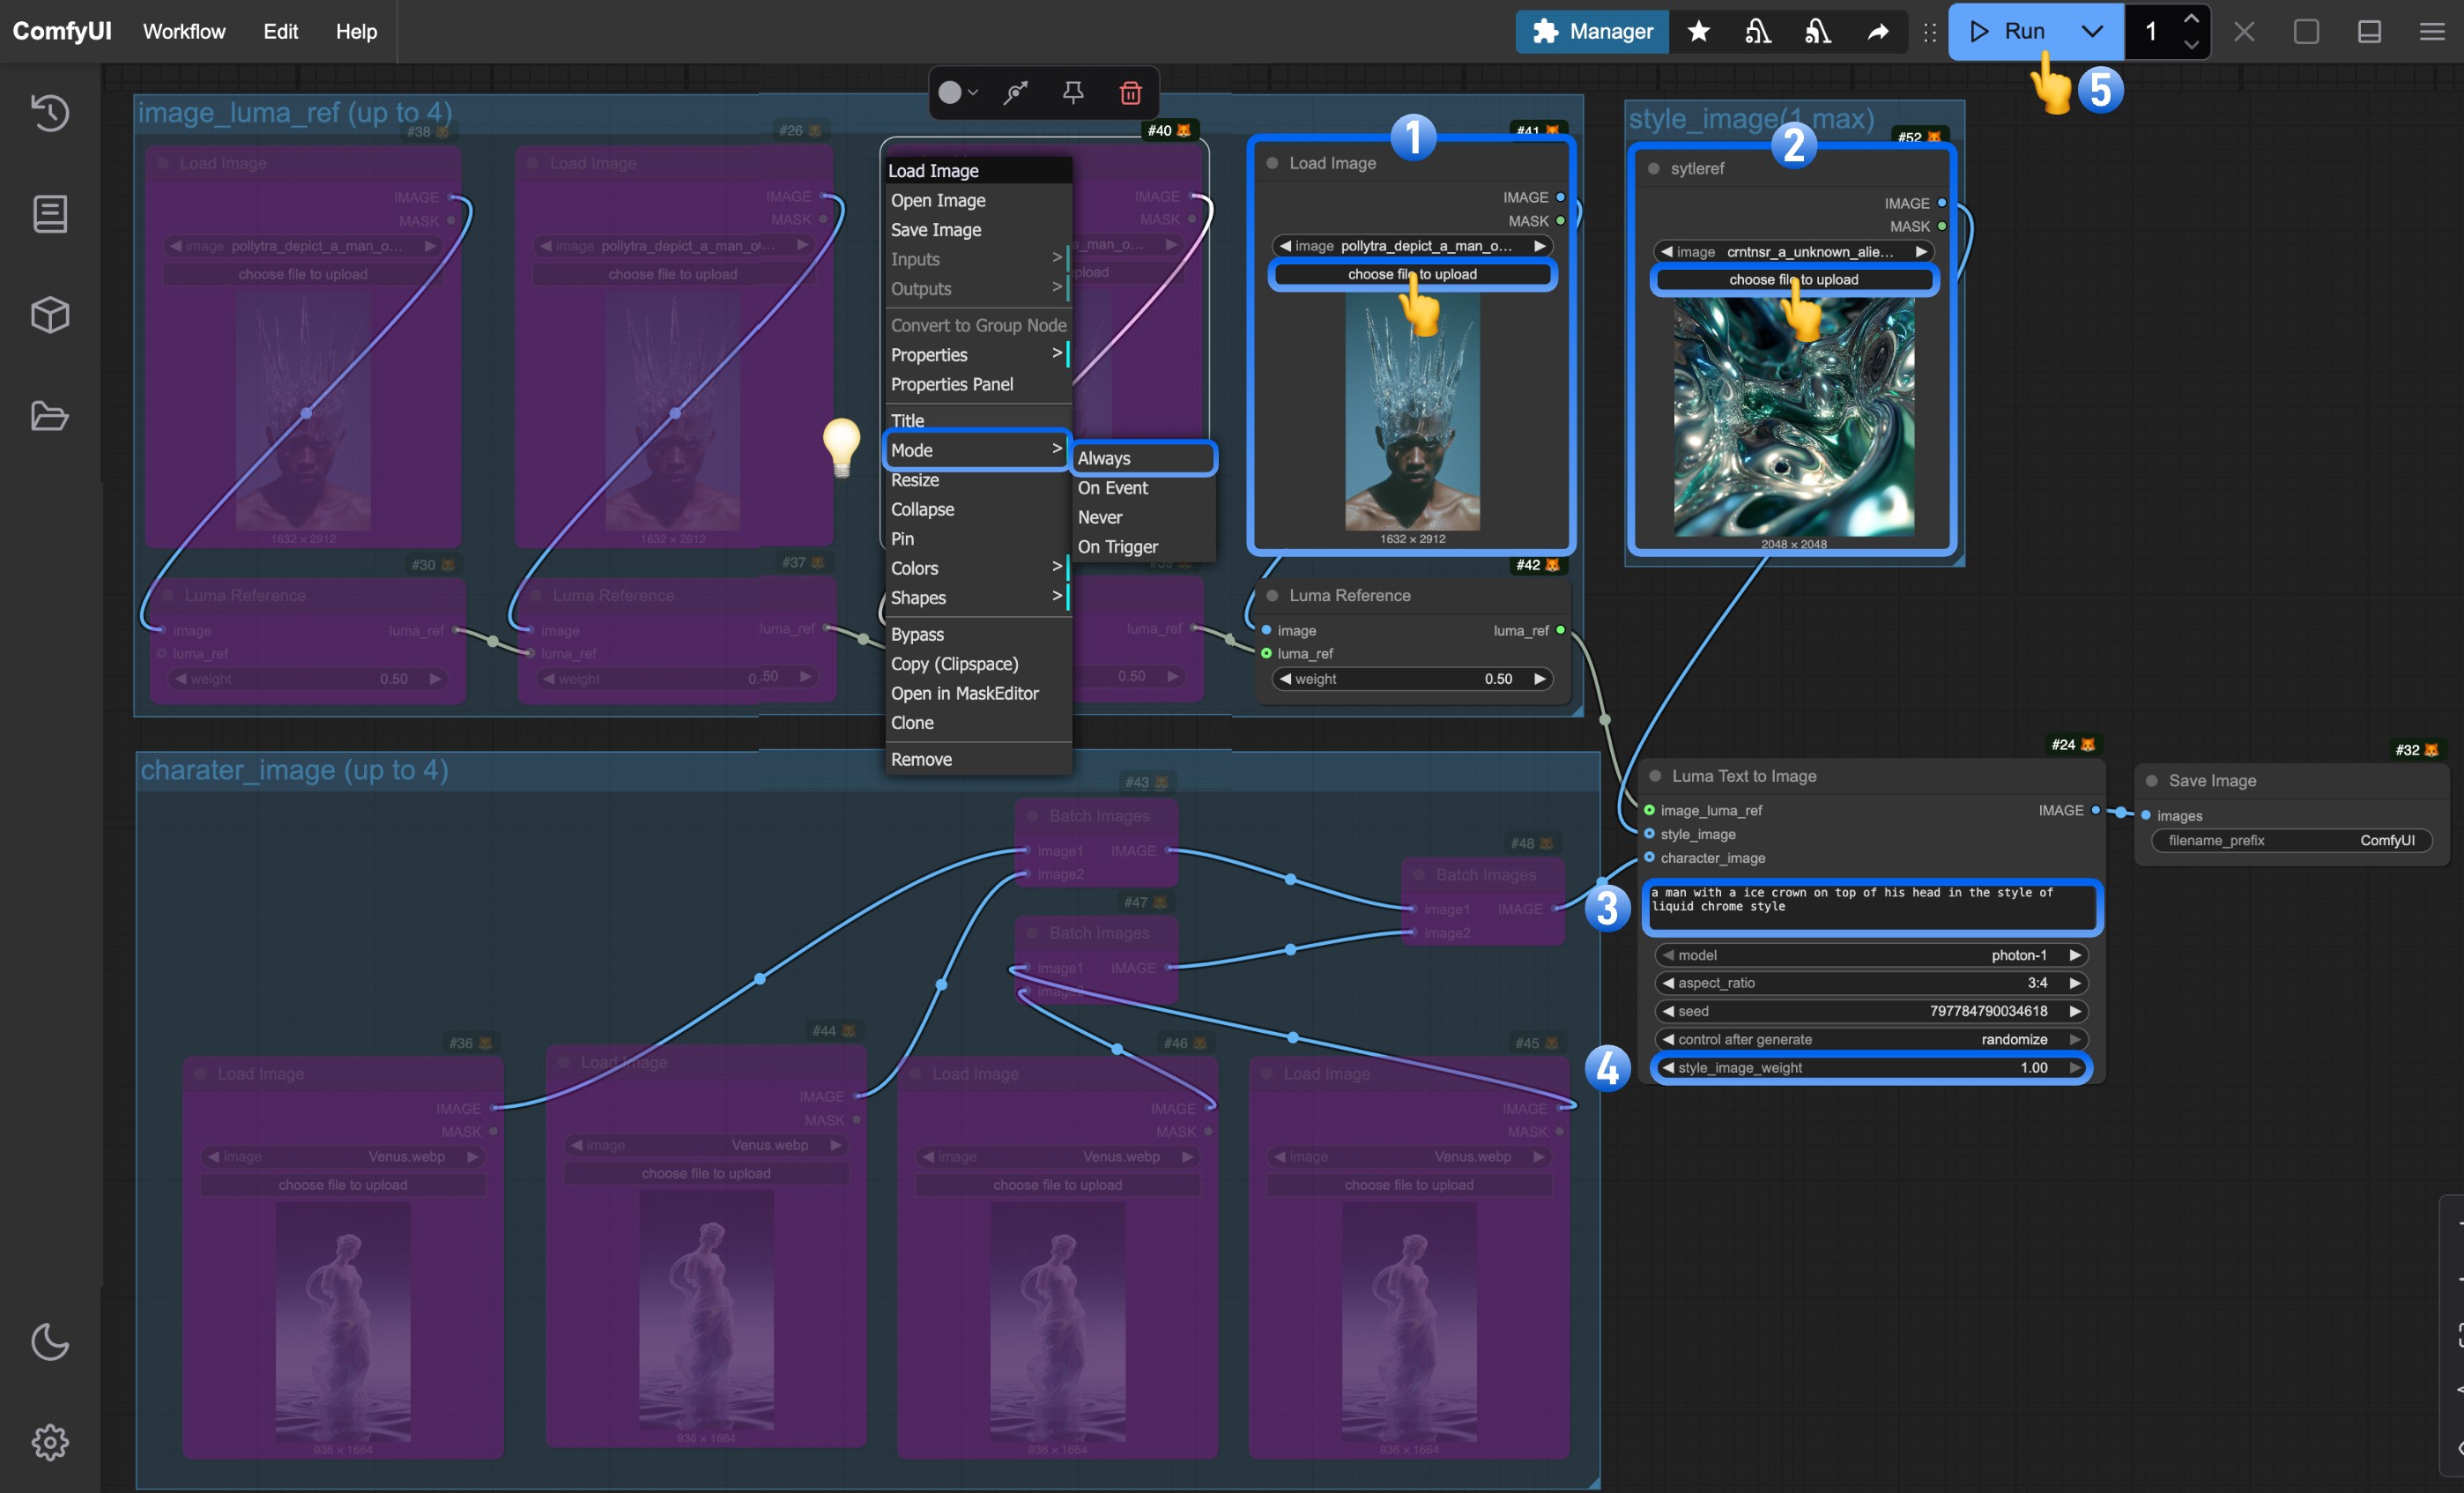 ComfyUI Workflow Edit Help
Manager
Run
1
5
image_luma_ref (up to 4)
#38
Load Image
IMAGE
MASK
image pollytra_depict_a_man_o...
choose file to upload
1632 × 2912
#30
Luma Reference
image luma_ref
luma_ref
weight 0.50
#26
Load Image
IMAGE
MASK
image pollytra_depict_a_man_o...
choose file to upload
1632 × 2912
#37
Luma Reference
image luma_ref
luma_ref
weight 0.50
#40
IMAGE
MASK
a_man_o...
pload
Load Image
Open Image
Save Image
Inputs >
Outputs >
Convert to Group Node
Properties >
Properties Panel
Title
Mode >
Resize
Collapse
Pin
Colors >
Shapes >
Bypass
Copy (Clipspace)
Open in MaskEditor
Clone
Remove
Always
On Event
Never
On Trigger
#39
luma_ref
0.50
1
#41
Load Image
IMAGE
MASK
image pollytra_depict_a_man_o...
choose file to upload
1632 × 2912
#42
Luma Reference
image luma_ref
luma_ref
weight 0.50
style_image(1 max)
2
#52
sytleref
IMAGE
MASK
image crntnsr_a_unknown_alie...
choose file to upload
2048 × 2048
charater_image (up to 4)
#43
Batch Images
image1 IMAGE
image2
#47
Batch Images
image1 IMAGE
image2
#48
Batch Images
image1 IMAGE
image2
#36
Load Image
IMAGE
MASK
image Venus.webp
choose file to upload
936 × 1664
#44
Load Image
IMAGE
MASK
image Venus.webp
choose file to upload
936 × 1664
#46
Load Image
IMAGE
MASK
image Venus.webp
choose file to upload
936 × 1664
#45
Load Image
IMAGE
MASK
image Venus.webp
choose file to upload
936 × 1664
#24
Luma Text to Image
image_luma_ref IMAGE
style_image
character_image
3
a man with a ice crown on top of his head in the style of
liquid chrome style
model photon-1
aspect_ratio 3:4
seed 797784790034618
control after generate randomize
4
style_image_weight 1.00
#32
Save Image
images
filename_prefix ComfyUI